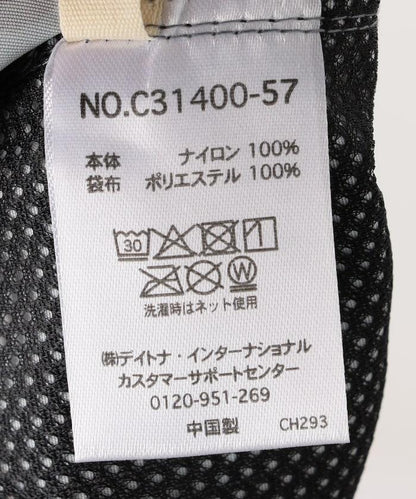 NO.C31400-57
本体 ナイロン 100%
袋布 ポリエステル 100%
30
W
洗濯時はネット使用
㈱デイトナ・インターナショナル
カスタマーサポートセンター
0120-951-269
中国製 CH293